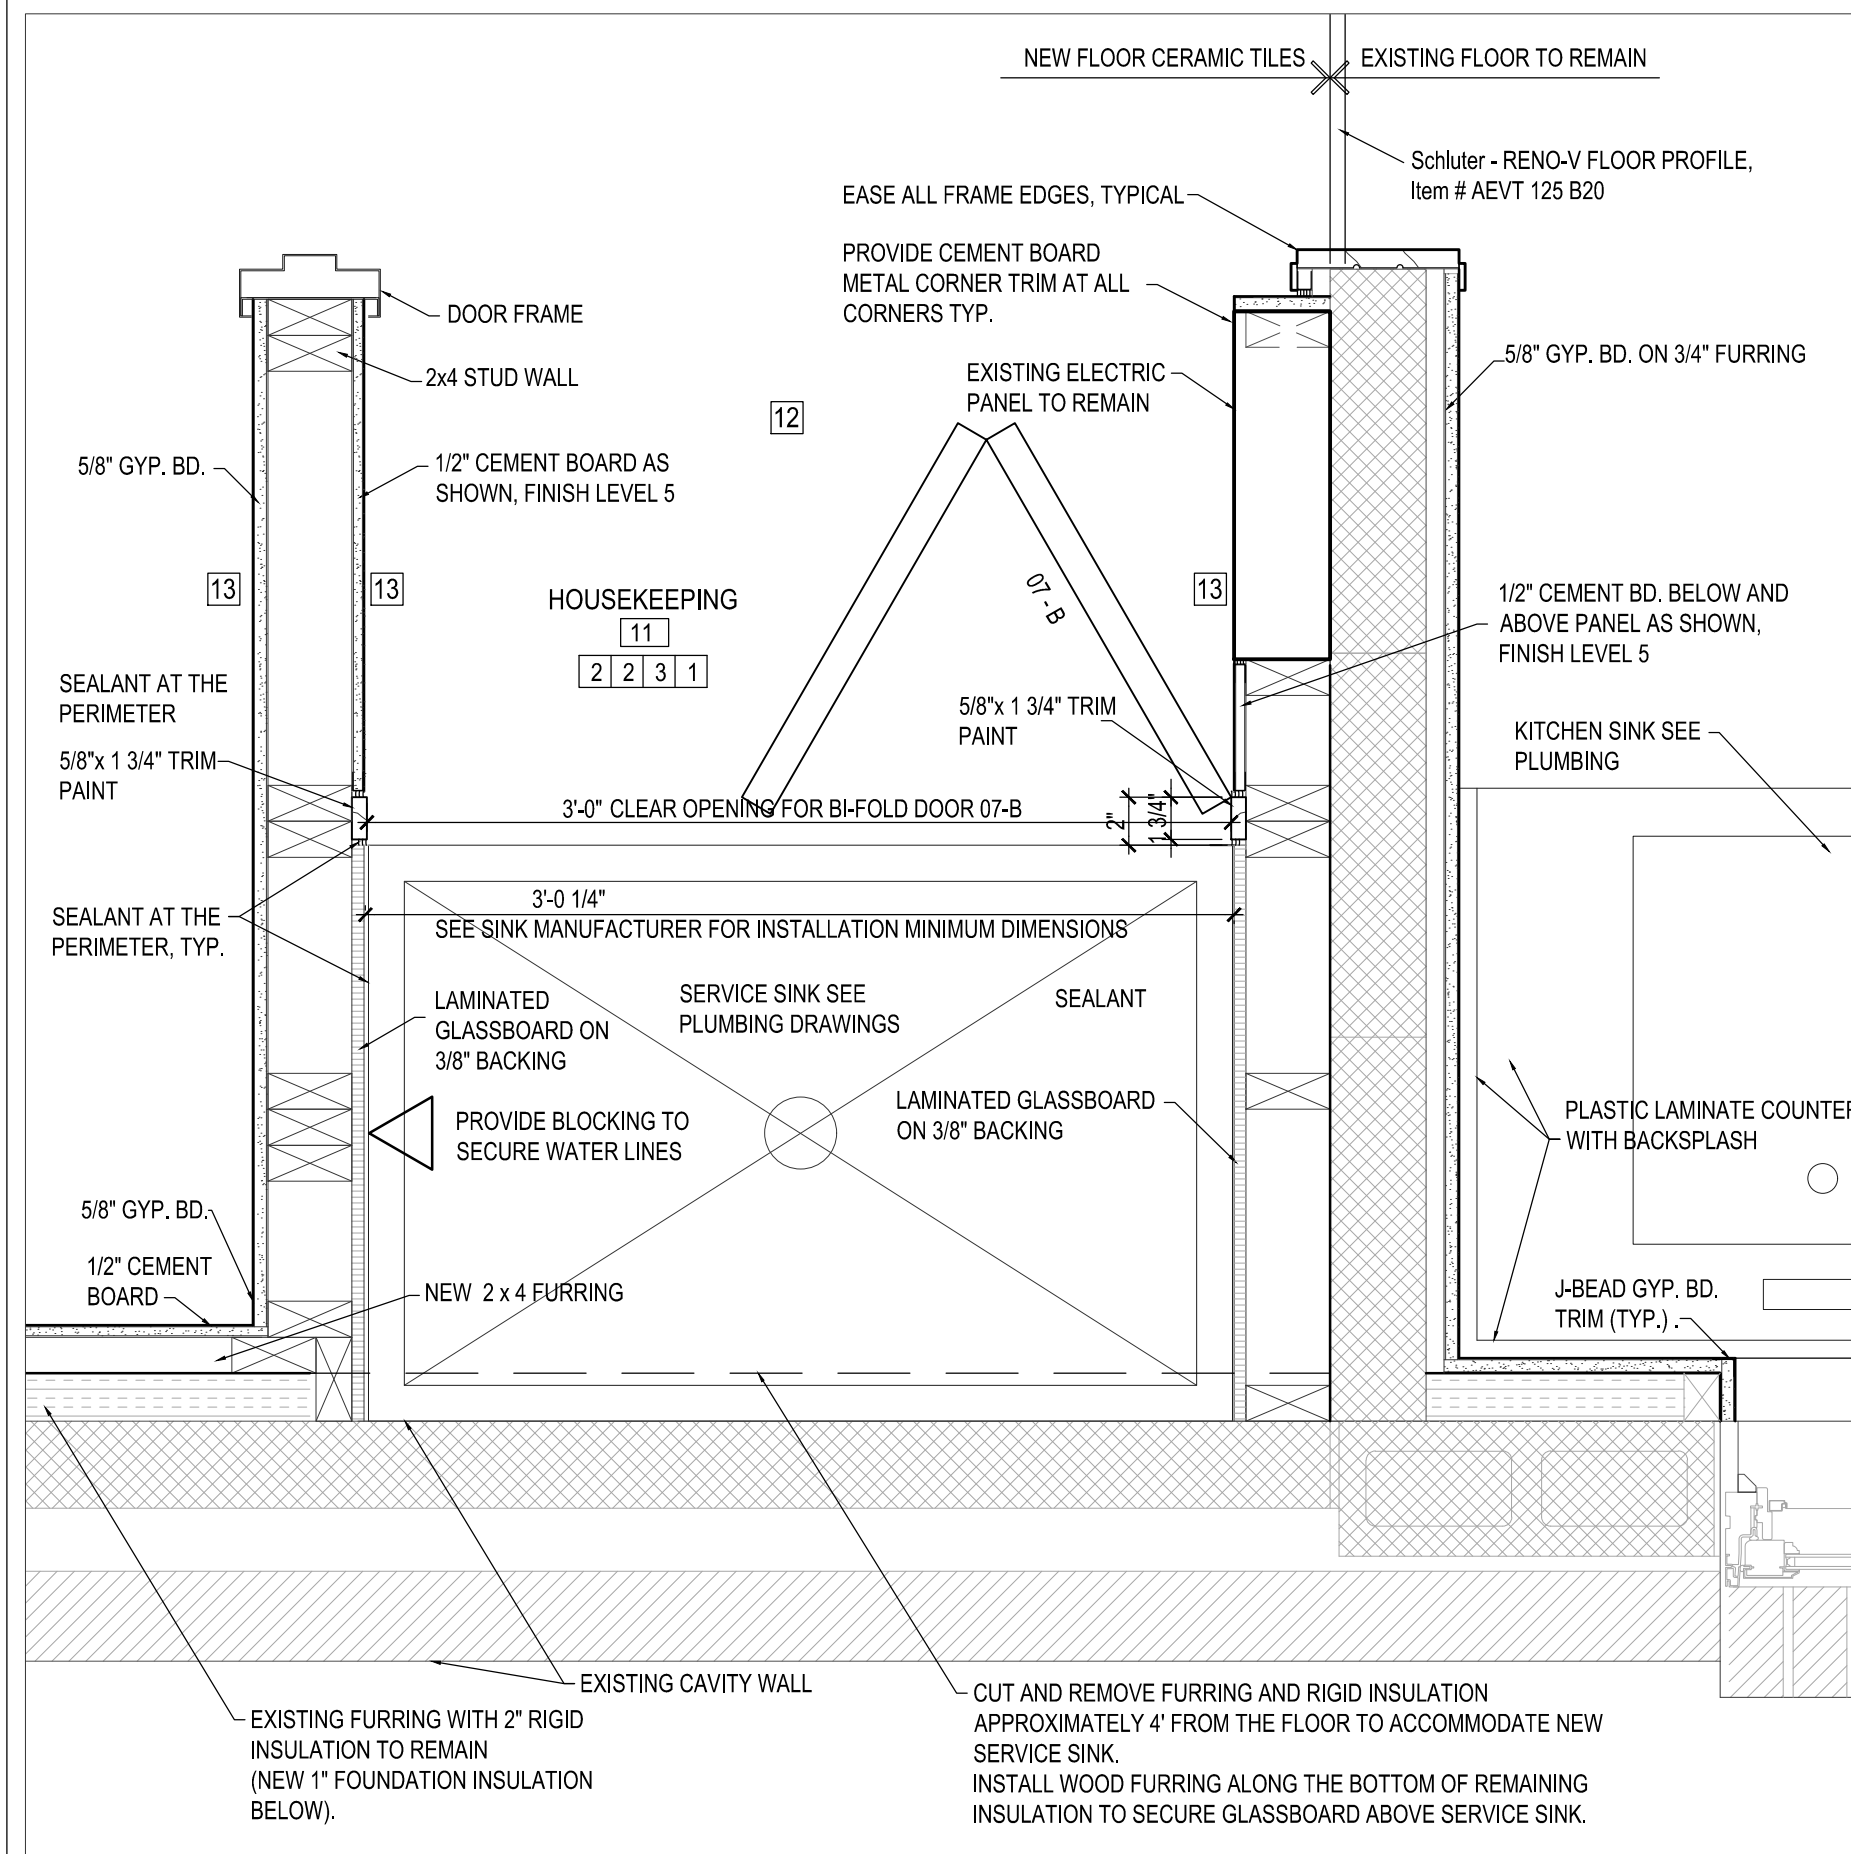 NEW FLOOR CERAMIC TILES
EXISTING FLOOR TO REMAIN
Schluter - RENO-V FLOOR PROFILE,
Item # AEVT 125 B20
EASE ALL FRAME EDGES, TYPICAL
PROVIDE CEMENT BOARD
METAL CORNER TRIM AT ALL
CORNERS TYP.
DOOR FRAME
2x4 STUD WALL
EXISTING ELECTRIC
PANEL TO REMAIN
5/8" GYP. BD. ON 3/4" FURRING
12
5/8" GYP. BD.
1/2" CEMENT BOARD AS
SHOWN, FINISH LEVEL 5
13
13
13
07 - B
HOUSEKEEPING
11
2 2 3 1
1/2" CEMENT BD. BELOW AND
ABOVE PANEL AS SHOWN,
FINISH LEVEL 5
SEALANT AT THE
PERIMETER
5/8"x 1 3/4" TRIM
PAINT
5/8"x 1 3/4" TRIM
PAINT
KITCHEN SINK SEE
PLUMBING
3'-0" CLEAR OPENING FOR BI-FOLD DOOR 07-B
2"
1 3/4"
3'-0 1/4"
SEE SINK MANUFACTURER FOR INSTALLATION MINIMUM DIMENSIONS
SEALANT AT THE
PERIMETER, TYP.
LAMINATED
GLASSBOARD ON
3/8" BACKING
SERVICE SINK SEE
PLUMBING DRAWINGS
SEALANT
PROVIDE BLOCKING TO
SECURE WATER LINES
LAMINATED GLASSBOARD
ON 3/8" BACKING
PLASTIC LAMINATE COUNTER
WITH BACKSPLASH
5/8" GYP. BD.
1/2" CEMENT
BOARD
NEW 2 x 4 FURRING
J-BEAD GYP. BD.
TRIM (TYP.) .
EXISTING CAVITY WALL
EXISTING FURRING WITH 2" RIGID
INSULATION TO REMAIN
(NEW 1" FOUNDATION INSULATION
BELOW).
CUT AND REMOVE FURRING AND RIGID INSULATION
APPROXIMATELY 4' FROM THE FLOOR TO ACCOMMODATE NEW
SERVICE SINK.
INSTALL WOOD FURRING ALONG THE BOTTOM OF REMAINING
INSULATION TO SECURE GLASSBOARD ABOVE SERVICE SINK.